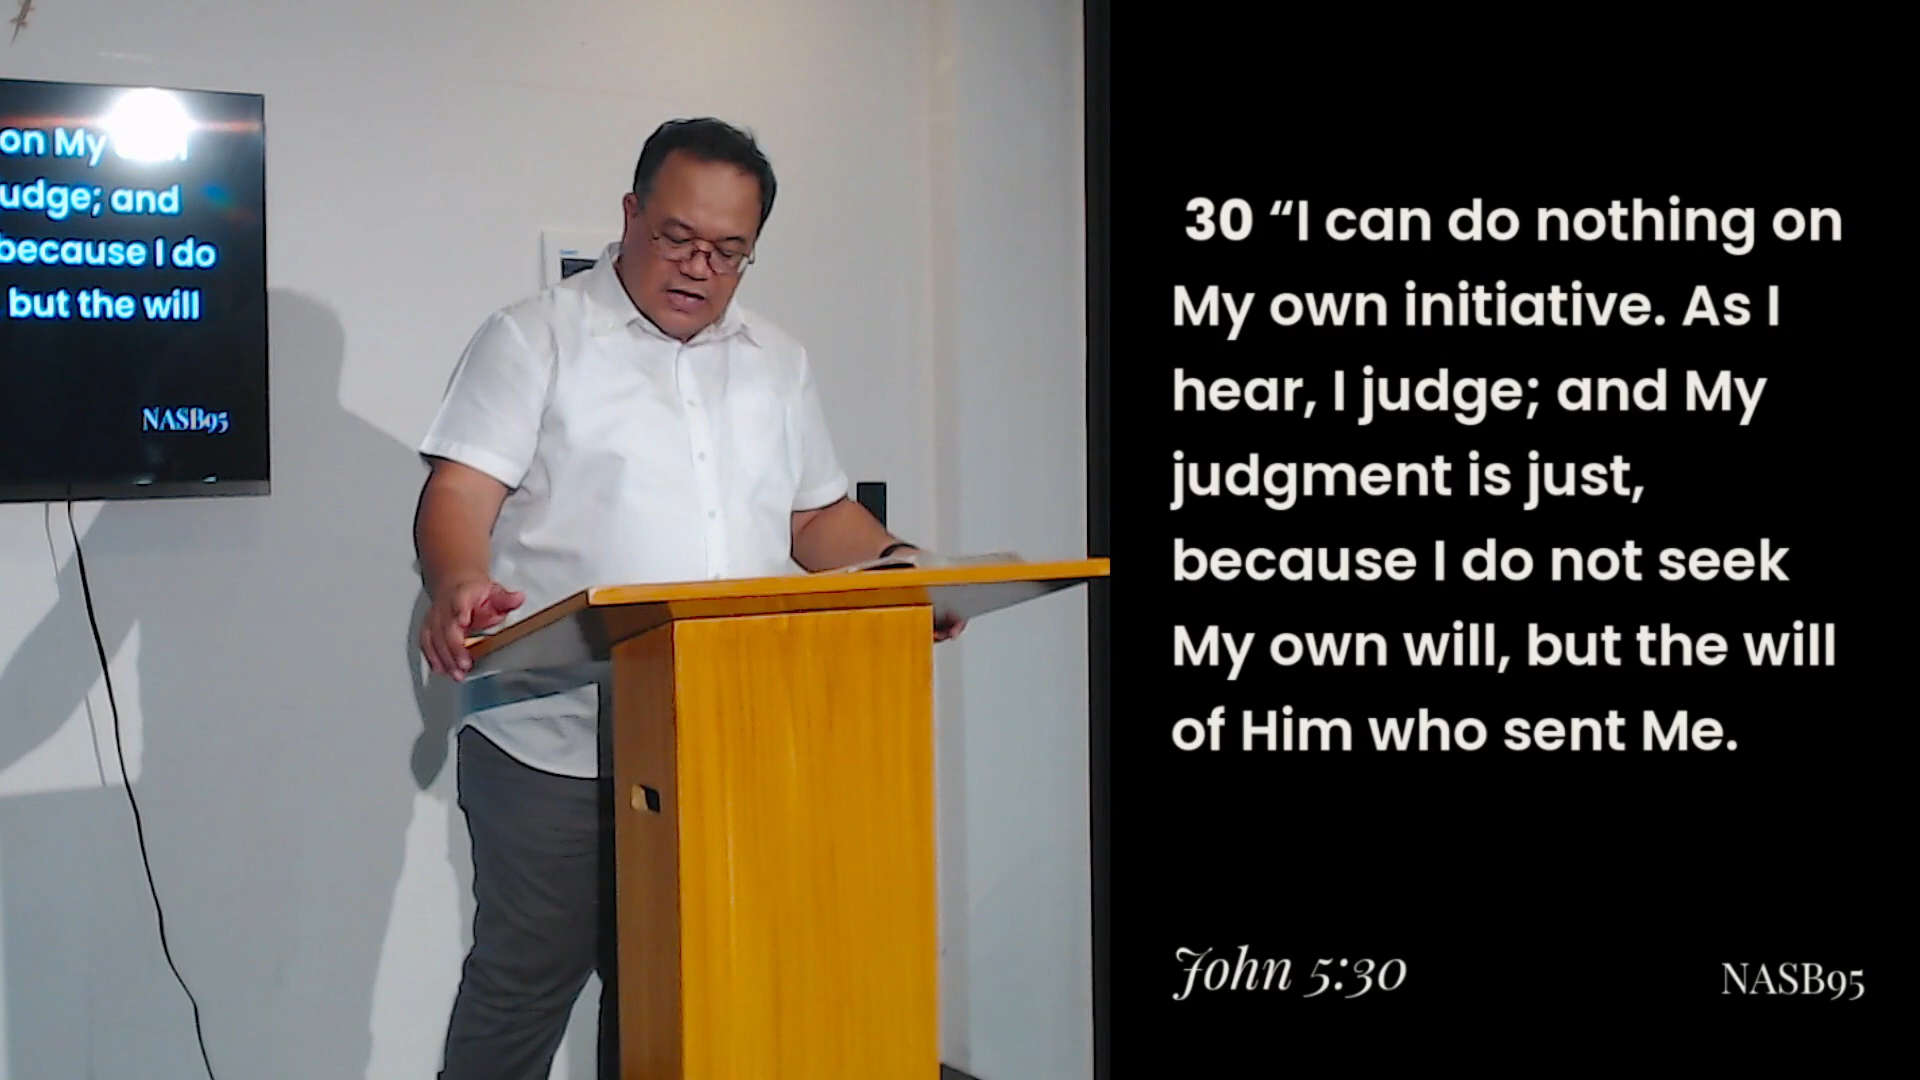 on My
udge; and
because I do
but the will
NASB95
30 “I can do nothing on
My own initiative. As I
hear, I judge; and My
judgment is just,
because I do not seek
My own will, but the will
of Him who sent Me.
John 5:30
NASB95